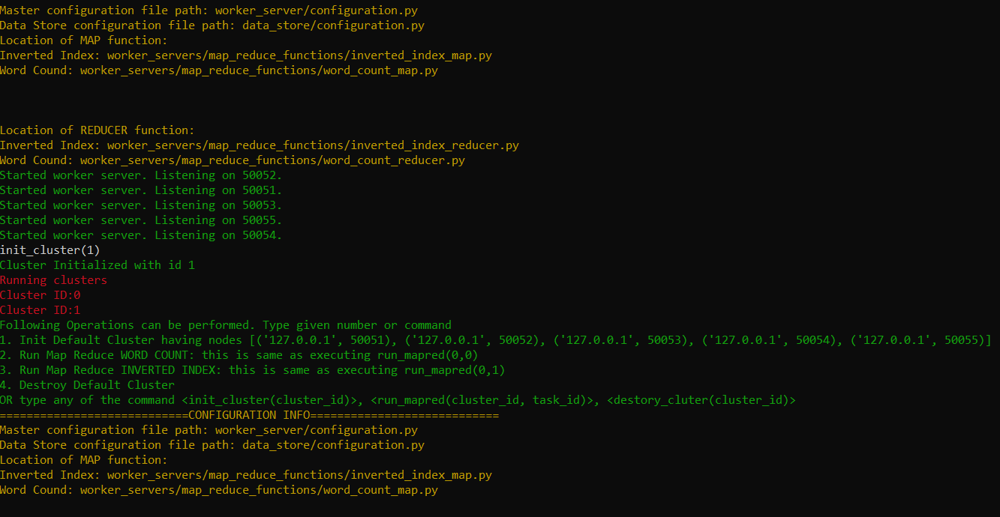 Master configuration file path: worker_server/configuration.py
Data Store configuration file path: data_store/configuration.py
Location of MAP function:
Inverted Index: worker_servers/map_reduce_functions/inverted_index_map.py
Word Cound: worker_servers/map_reduce_functions/word_count_map.py
Location of REDUCER function:
Inverted Index: worker_servers/map_reduce_functions/inverted_index_reducer.py
Word Cound: worker_servers/map_reduce_functions/word_count_reducer.py
Started worker server. Listening on 50052.
Started worker server. Listening on 50051.
Started worker server. Listening on 50053.
Started worker server. Listening on 50055.
Started worker server. Listening on 50054.
init_cluster(1)
Cluster Initialized with id 1
Running clusters
Cluster ID:0
Cluster ID:1
Following Operations can be performed. Type given number or command
1. Init Default Cluster having nodes [('127.0.0.1', 50051), ('127.0.0.1', 50052), ('127.0.0.1', 50053), ('127.0.0.1', 50054), ('127.0.0.1', 50055)]
2. Run Map Reduce WORD COUNT: this is same as executing run_mapred(0,0)
3. Run Map Reduce INVERTED INDEX: this is same as executing run_mapred(0,1)
4. Destroy Default Cluster
OR type any of the command <init_cluster(cluster_id)>, <run_mapred(cluster_id, task_id)>, <destory_cluter(cluster_id)>
============================CONFIGURATION INFO============================
Master configuration file path: worker_server/configuration.py
Data Store configuration file path: data_store/configuration.py
Location of MAP function:
Inverted Index: worker_servers/map_reduce_functions/inverted_index_map.py
Word Cound: worker_servers/map_reduce_functions/word_count_map.py